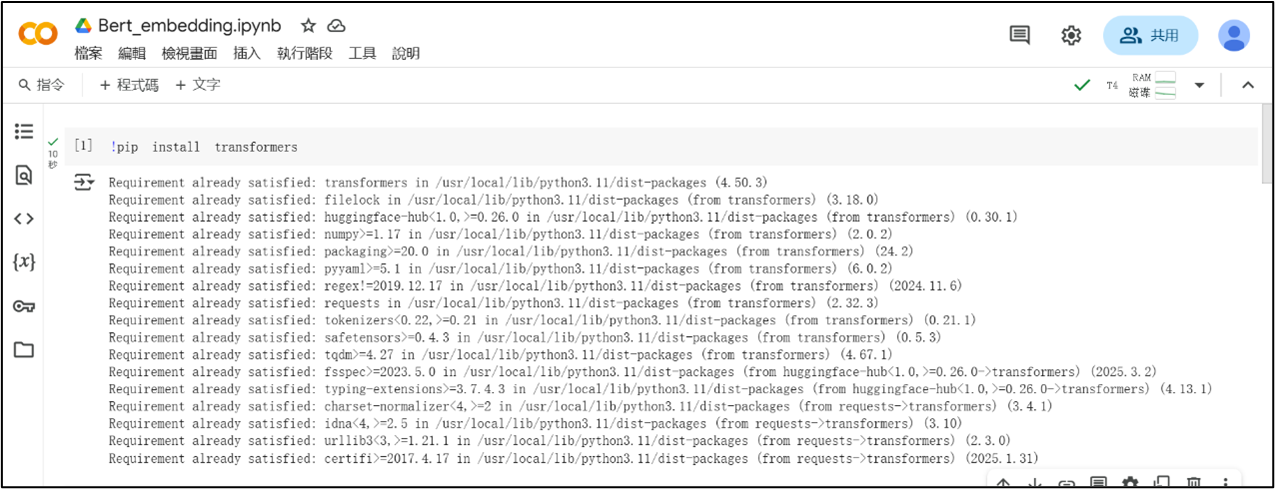 Bert_embedding.ipynb
檔案 編輯 檢視畫面 插入 執行階段 工具 說明
共用
指令 + 程式碼 + 文字
T4 RAM 磁碟
[1] !pip install transformers
10 秒
Requirement already satisfied: transformers in /usr/local/lib/python3.11/dist-packages (4.50.3)
Requirement already satisfied: filelock in /usr/local/lib/python3.11/dist-packages (from transformers) (3.18.0)
Requirement already satisfied: huggingface-hub<1.0,>=0.26.0 in /usr/local/lib/python3.11/dist-packages (from transformers) (0.30.1)
Requirement already satisfied: numpy>=1.17 in /usr/local/lib/python3.11/dist-packages (from transformers) (2.0.2)
Requirement already satisfied: packaging>=20.0 in /usr/local/lib/python3.11/dist-packages (from transformers) (24.2)
Requirement already satisfied: pyyaml>=5.1 in /usr/local/lib/python3.11/dist-packages (from transformers) (6.0.2)
Requirement already satisfied: regex!=2019.12.17 in /usr/local/lib/python3.11/dist-packages (from transformers) (2024.11.6)
Requirement already satisfied: requests in /usr/local/lib/python3.11/dist-packages (from transformers) (2.32.3)
Requirement already satisfied: tokenizers<0.22,>=0.21 in /usr/local/lib/python3.11/dist-packages (from transformers) (0.21.1)
Requirement already satisfied: safetensors>=0.4.3 in /usr/local/lib/python3.11/dist-packages (from transformers) (0.5.3)
Requirement already satisfied: tqdm>=4.27 in /usr/local/lib/python3.11/dist-packages (from transformers) (4.67.1)
Requirement already satisfied: fsspec>=2023.5.0 in /usr/local/lib/python3.11/dist-packages (from huggingface-hub<1.0,>=0.26.0->transformers) (2025.3.2)
Requirement already satisfied: typing-extensions>=3.7.4.3 in /usr/local/lib/python3.11/dist-packages (from huggingface-hub<1.0,>=0.26.0->transformers) (4.13.1)
Requirement already satisfied: charset-normalizer<4,>=2 in /usr/local/lib/python3.11/dist-packages (from requests->transformers) (3.4.1)
Requirement already satisfied: idna<4,>=2.5 in /usr/local/lib/python3.11/dist-packages (from requests->transformers) (3.10)
Requirement already satisfied: urllib3<3,>=1.21.1 in /usr/local/lib/python3.11/dist-packages (from requests->transformers) (2.3.0)
Requirement already satisfied: certifi>=2017.4.17 in /usr/local/lib/python3.11/dist-packages (from requests->transformers) (2025.1.31)